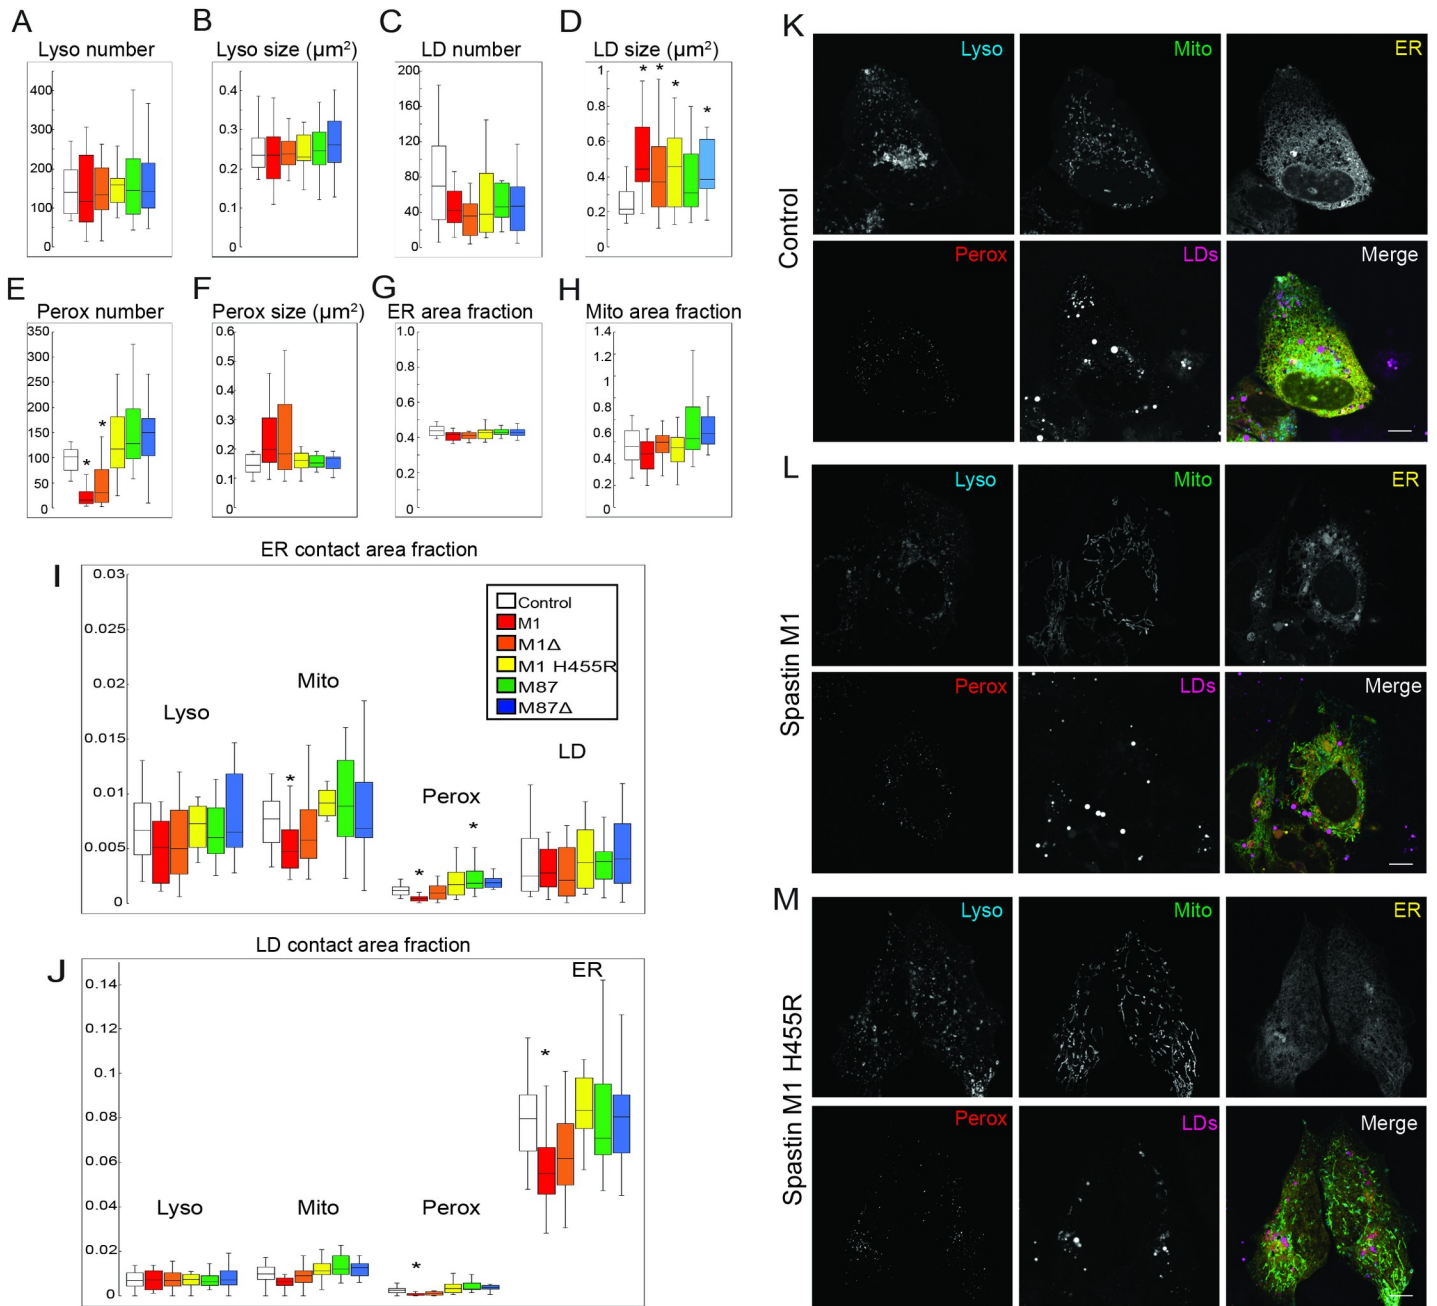 A
Lyso number
400
300
200
150
100
0
B
Lyso size (µm²)
0.4
0.3
0.2
0.1
0
C
LD number
200
160
120
80
40
0
D
LD size (µm²)
1
0.8
0.6
0.4
0.2
0
* * * *
E
Perox number
350
300
250
200
150
100
50
0
* *
F
Perox size (µm²)
0.6
0.5
0.4
0.3
0.2
0.1
0
G
ER area fraction
1.0
0.8
0.6
0.4
0.2
0
H
Mito area fraction
1.4
1.2
1
0.8
0.6
0.4
0.2
0
I
ER contact area fraction
0.03
0.025
0.02
0.015
0.01
0.005
0
Lyso
Mito
Perox
LD
* * *
Control
M1
M1Δ
M1 H455R
M87
M87Δ
J
LD contact area fraction
0.14
0.12
0.1
0.08
0.06
0.04
0.02
0
Lyso
Mito
Perox
ER
* *
K
Control
Lyso
Mito
ER
Perox
LDs
Merge
L
Spastin M1
Lyso
Mito
ER
Perox
LDs
Merge
M
Spastin M1 H455R
Lyso
Mito
ER
Perox
LDs
Merge